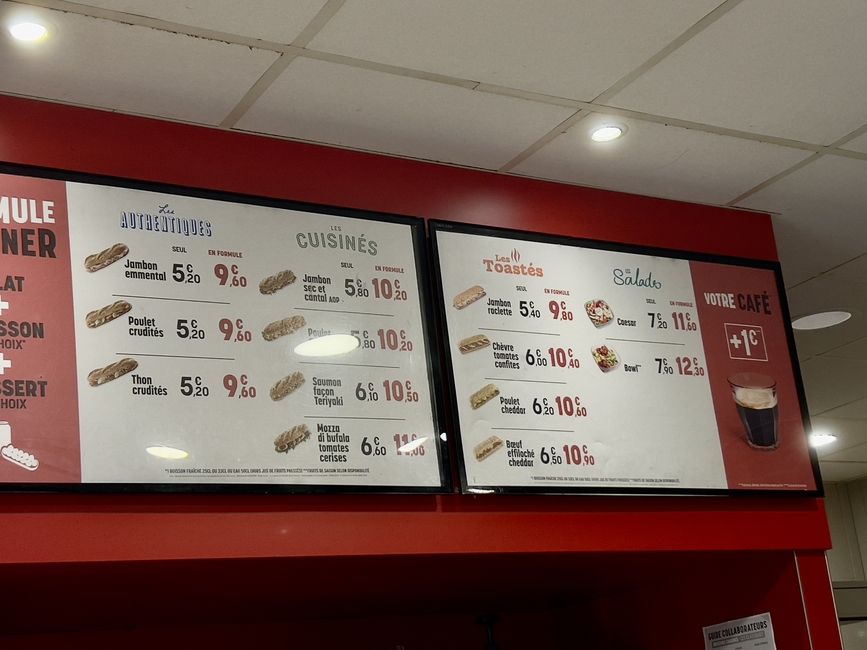 MULE
NER
LAT
+
ISSON
HOIX*
+
SSERT*
HOIX
Les
AUTHENTIQUES
SEUL EN FORMULE
Jambon
emmental 5€,20 9€,60
Poulet
crudités 5€,20 9€,60
Thon
crudités 5€,20 9€,60
LES
CUISINÉS
SEUL EN FORMULE
Jambon
sec et
cantal AOP 5€,80 10€,20
Poulet
€,80 10€,20
Saumon
façon
Teriyaki 6€,10 10€,50
Mozza
di bufala
tomates
cerises 6€,60
Les
Toastés
SEUL EN FORMULE
Jambon
raclette 5€,40 9€,80
Chèvre
tomates
confites 6€,00 10€,40
Poulet
cheddar 6€,20 10€,60
Bœuf
effiloché
cheddar 6€,50 10€,90
LES
Salades
SEUL EN FORMULE
Caesar 7€,20 11€,60
Bowl** 7€,90 12€,30
VOTRE CAFÉ
+1€